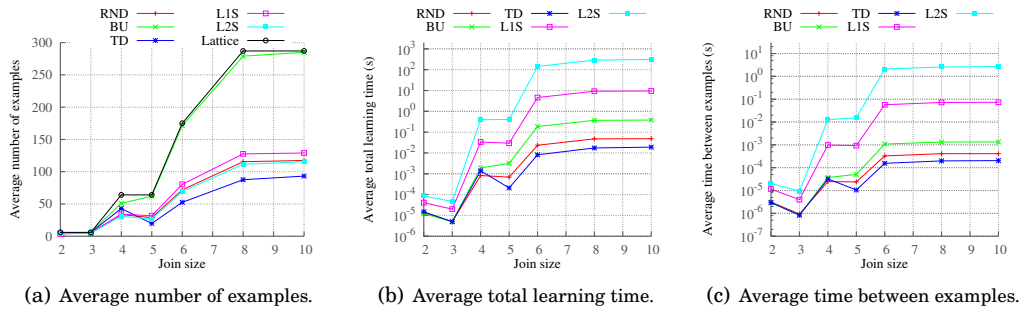 RND
BU
TD
L1S
L2S
Lattice
Average number of examples
300
250
200
150
100
50
0
2 3 4 5 6 7 8 9 10
Join size
(a) Average number of examples.
RND
BU
TD
L1S
L2S
Average total learning time (s)
10^3
10^2
10^1
10^0
10^-1
10^-2
10^-3
10^-4
10^-5
10^-6
2 3 4 5 6 7 8 9 10
Join size
(b) Average total learning time.
RND
BU
TD
L1S
L2S
Average time between examples (s)
10^1
10^0
10^-1
10^-2
10^-3
10^-4
10^-5
10^-6
10^-7
2 3 4 5 6 7 8 9 10
Join size
(c) Average time between examples.